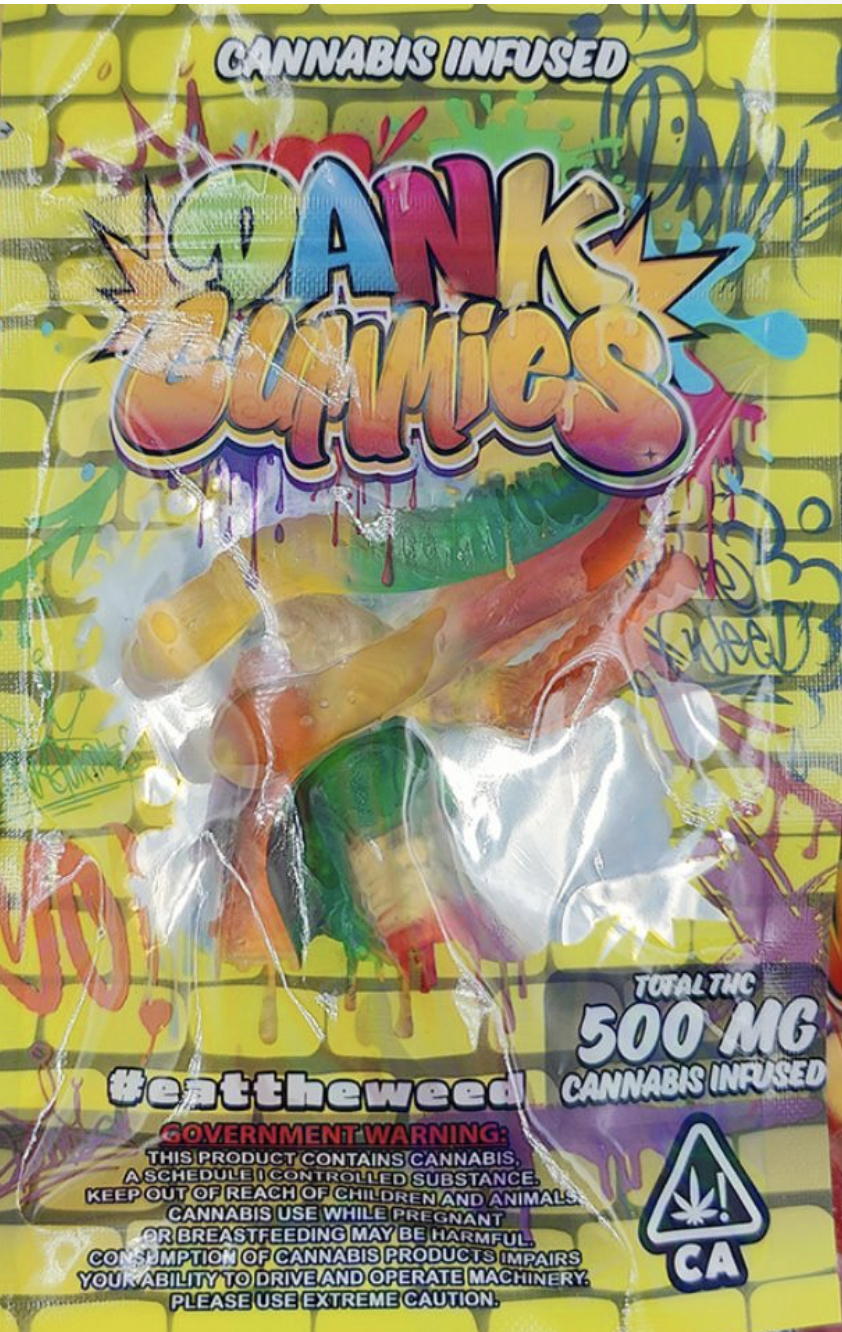 CANNABIS INFUSED
DANK
GUMMIES
TOTAL THC
500 MG
CANNABIS INFUSED
#eattheweed
GOVERNMENT WARNING:
THIS PRODUCT CONTAINS CANNABIS,
A SCHEDULE I CONTROLLED SUBSTANCE.
KEEP OUT OF REACH OF CHILDREN AND ANIMALS.
CANNABIS USE WHILE PREGNANT
OR BREASTFEEDING MAY BE HARMFUL.
CONSUMPTION OF CANNABIS PRODUCTS IMPAIRS
YOUR ABILITY TO DRIVE AND OPERATE MACHINERY.
PLEASE USE EXTREME CAUTION.
!
CA